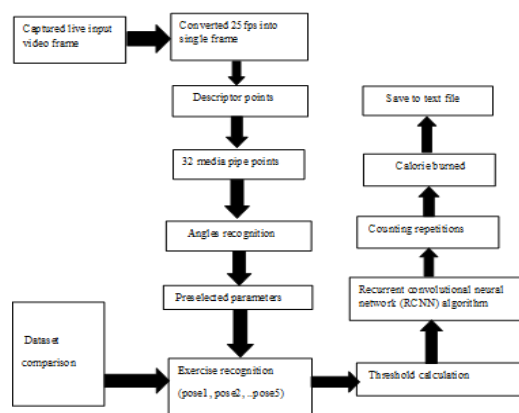 Captured live input
video frame
Converted 25 fps into
single frame
Descriptor points
32 media pipe points
Angles recognition
Preselected parameters
Dataset
comparison
Exercise recognition
(pose1, pose2, ..pose5)
Threshold calculation
Recurrent convolutional neural
network (RCNN) algorithm
Counting repetitions
Calorie burned
Save to text file